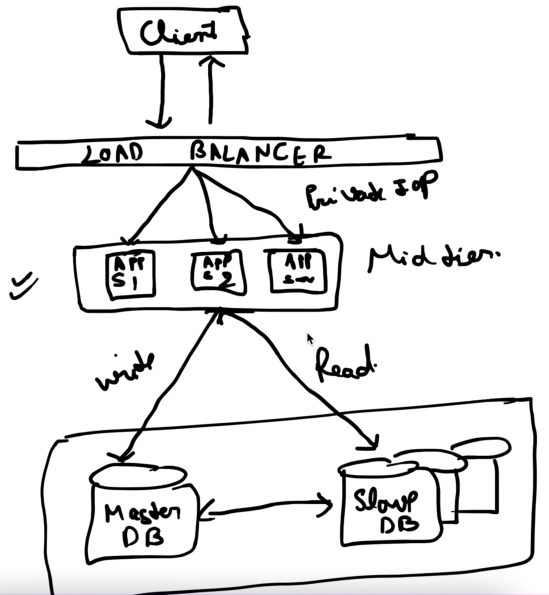 Client
LOAD BALANCER
Private IP
Mid tier.
APP
S1
APP
S2
APP
write
Read.
Master
DB
Slave
DB